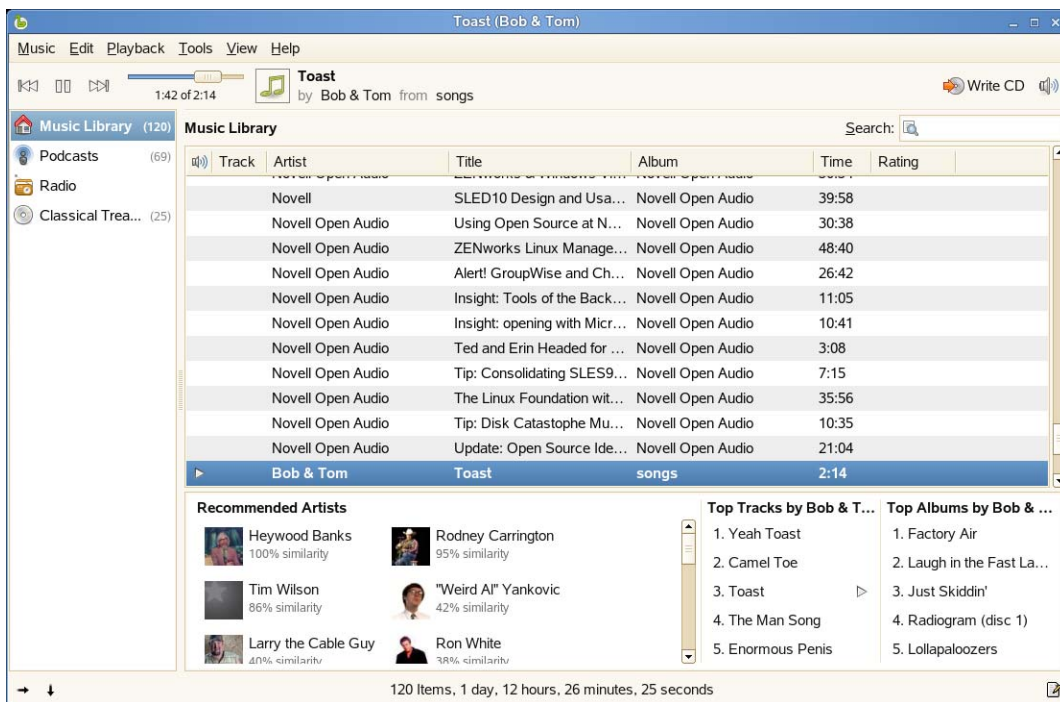 Toast (Bob & Tom)
Music Edit Playback Tools View Help
Toast
1:42 of 2:14
by Bob & Tom from songs
Write CD
Music Library (120)
Podcasts (69)
Radio
Classical Trea... (25)
Music Library
Search:
Track Artist Title Album Time Rating
Novell SLED10 Design and Usa... Novell Open Audio 39:58
Novell Open Audio Using Open Source at N... Novell Open Audio 30:38
Novell Open Audio ZENworks Linux Manage... Novell Open Audio 48:40
Novell Open Audio Alert! GroupWise and Ch... Novell Open Audio 26:42
Novell Open Audio Insight: Tools of the Back... Novell Open Audio 11:05
Novell Open Audio Insight: opening with Micr... Novell Open Audio 10:41
Novell Open Audio Ted and Erin Headed for ... Novell Open Audio 3:08
Novell Open Audio Tip: Consolidating SLES9... Novell Open Audio 7:15
Novell Open Audio The Linux Foundation wit... Novell Open Audio 35:56
Novell Open Audio Tip: Disk Catastophe Mu... Novell Open Audio 10:35
Novell Open Audio Update: Open Source Ide... Novell Open Audio 21:04
Bob & Tom Toast songs 2:14
Recommended Artists
Heywood Banks
100% similarity
Rodney Carrington
95% similarity
Tim Wilson
86% similarity
"Weird Al" Yankovic
42% similarity
Larry the Cable Guy
40% similarity
Ron White
38% similarity
Top Tracks by Bob & T...
1. Yeah Toast
2. Camel Toe
3. Toast
4. The Man Song
5. Enormous Penis
Top Albums by Bob & ...
1. Factory Air
2. Laugh in the Fast La...
3. Just Skiddin'
4. Radiogram (disc 1)
5. Lollapaloozers
120 Items, 1 day, 12 hours, 26 minutes, 25 seconds